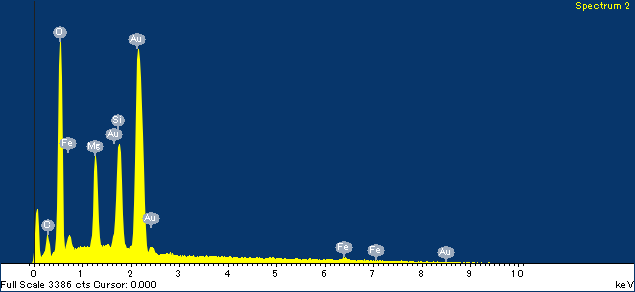 Spectrum 2
O
Au
Si
Au
Fe
Mg
Au
C
Fe
Fe
Au
0 1 2 3 4 5 6 7 8 9 10
Full Scale 3386 cts Cursor: 0.000 keV